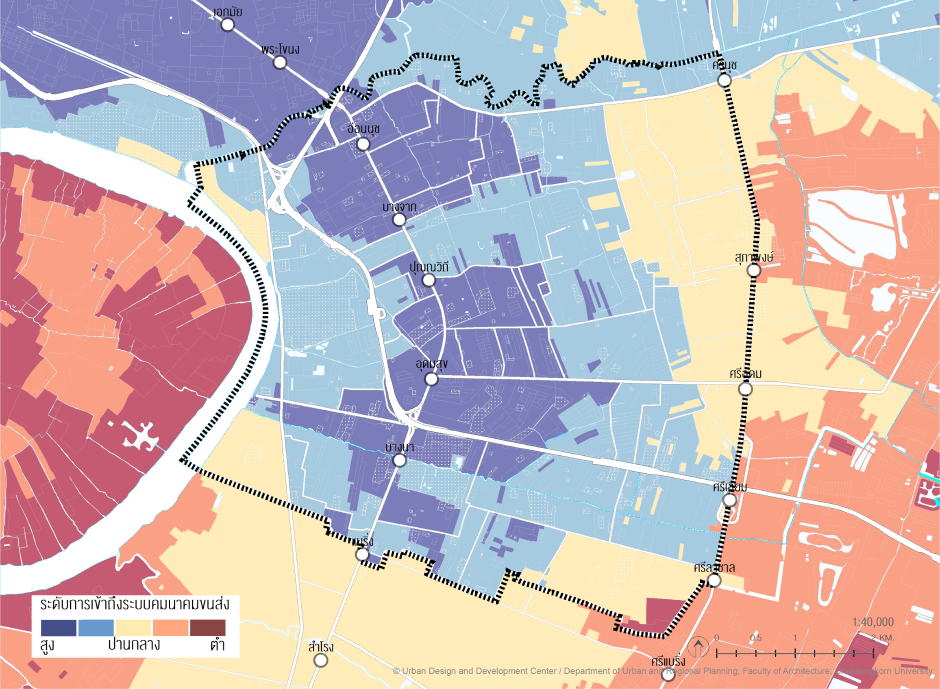 เอกมัย
พระโขนง
อ่อนนุช
บางจาก
ปุณณวิถี
สุภาพงษ์
อุดมสุข
ศรีอุดม
บางนา
ศรีเอี่ยม
แบริ่ง
ศรีลาซาล
ระดับการเข้าถึงระบบคมนาคมขนส่ง
สูง ปานกลาง ต่ำ
สำโรง
ศรีแบริ่ง
1:40,000
0 0.5 1 2 KM.
© Urban Design and Development Center / Department of Urban and Regional Planning, Faculty of Architecture, Chulalongkorn University.